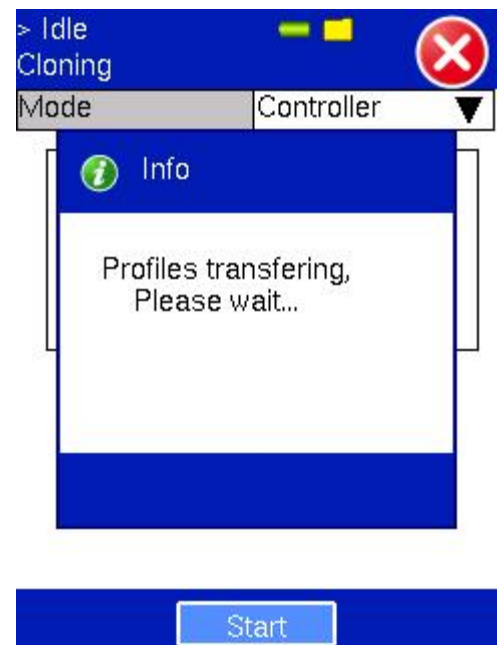 > Idle
Cloning
Mode Controller
Info
Profiles transfering,
Please wait...
Start